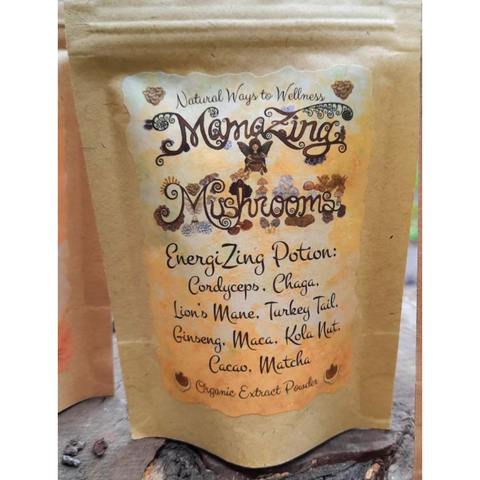 Natural Ways to Wellness
MamaZing
Mushrooms
EnergiZing Potion:
Cordyceps, Chaga,
Lion's Mane, Turkey Tail,
Ginseng, Maca, Kola Nut,
Cacao, Matcha
Organic Extract Powder